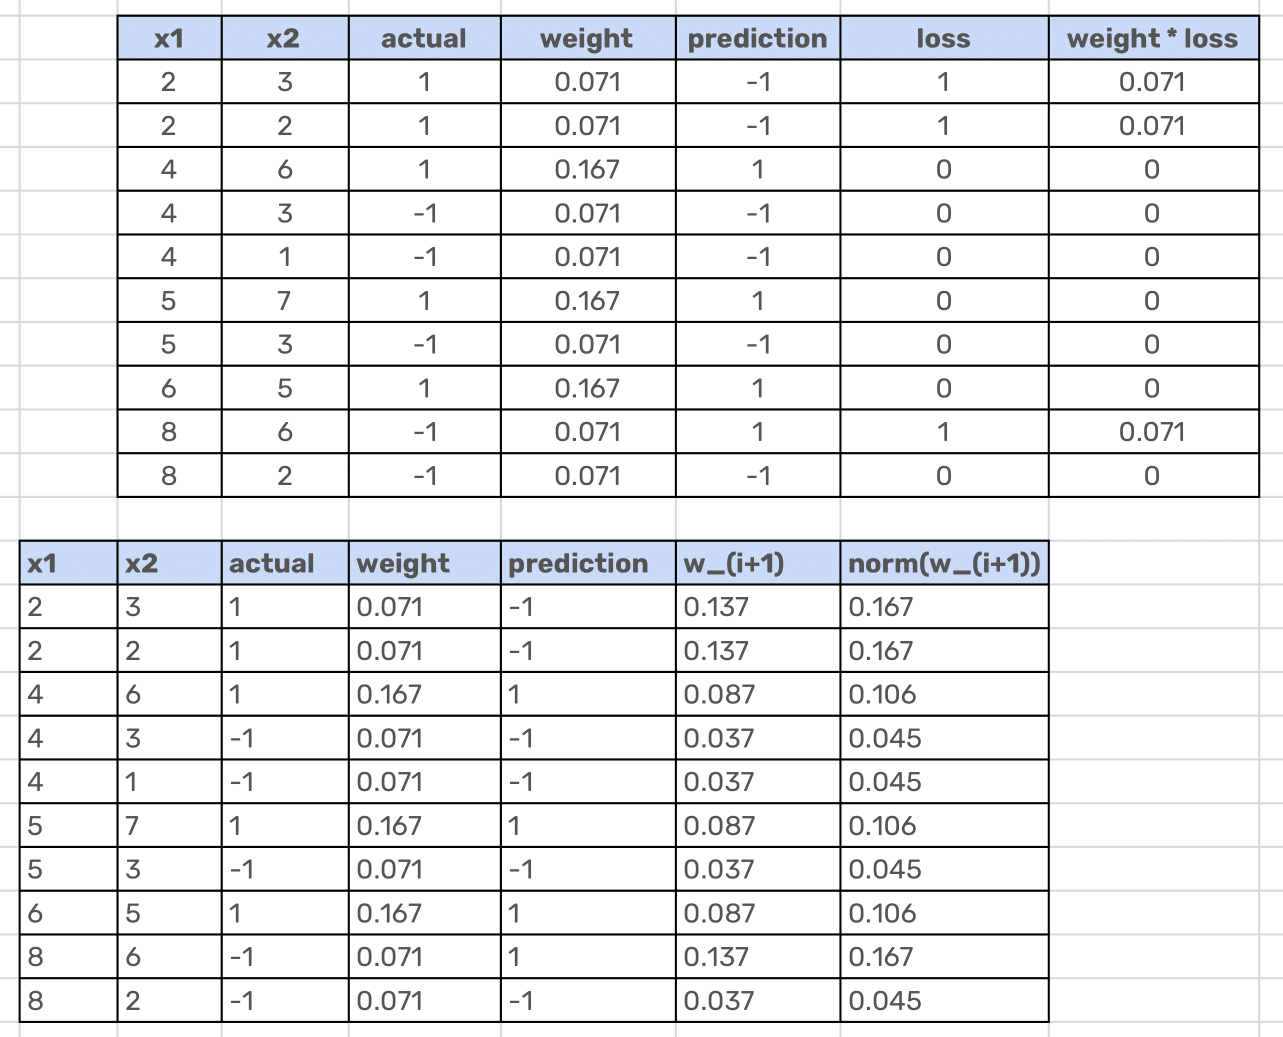 x1 x2 actual weight prediction loss weight * loss
2 3 1 0.071 -1 1 0.071
2 2 1 0.071 -1 1 0.071
4 6 1 0.167 1 0 0
4 3 -1 0.071 -1 0 0
4 1 -1 0.071 -1 0 0
5 7 1 0.167 1 0 0
5 3 -1 0.071 -1 0 0
6 5 1 0.167 1 0 0
8 6 -1 0.071 1 1 0.071
8 2 -1 0.071 -1 0 0
x1 x2 actual weight prediction w_(i+1) norm(w_(i+1))
2 3 1 0.071 -1 0.137 0.167
2 2 1 0.071 -1 0.137 0.167
4 6 1 0.167 1 0.087 0.106
4 3 -1 0.071 -1 0.037 0.045
4 1 -1 0.071 -1 0.037 0.045
5 7 1 0.167 1 0.087 0.106
5 3 -1 0.071 -1 0.037 0.045
6 5 1 0.167 1 0.087 0.106
8 6 -1 0.071 1 0.137 0.167
8 2 -1 0.071 -1 0.037 0.045